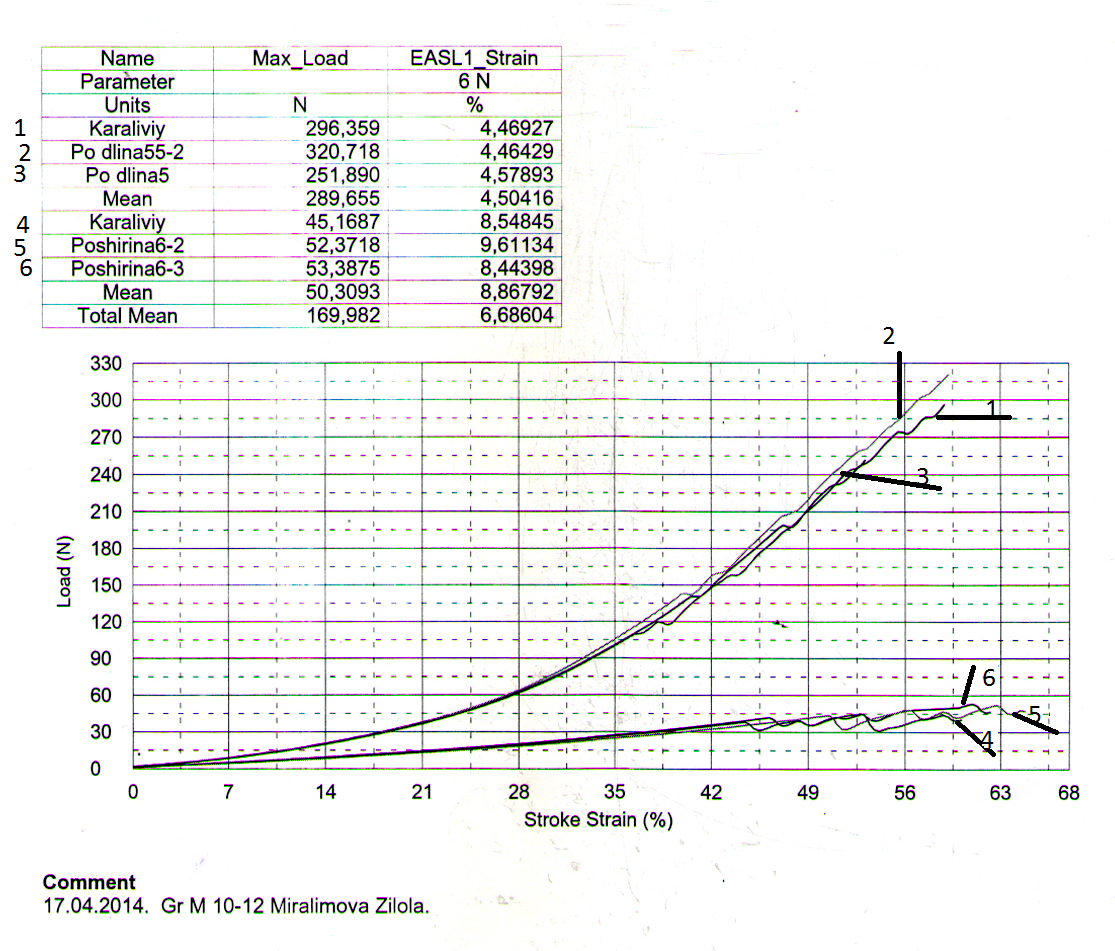 Name Max_Load EASL1_Strain
Parameter 6 N
Units N %
1 Karaliviy 296,359 4,46927
2 Po dlina55-2 320,718 4,46429
3 Po dlina5 251,890 4,57893
Mean 289,655 4,50416
4 Karaliviy 45,1687 8,54845
5 Poshirina6-2 52,3718 9,61134
6 Poshirina6-3 53,3875 8,44398
Mean 50,3093 8,86792
Total Mean 169,982 6,68604
2
330
300
1
270
240
3
210
180
Load (N)
150
120
90
6
60
5
30
4
0
0 7 14 21 28 35 42 49 56 63 68
Stroke Strain (%)
Comment
17.04.2014. Gr M 10-12 Miralimova Zilola.